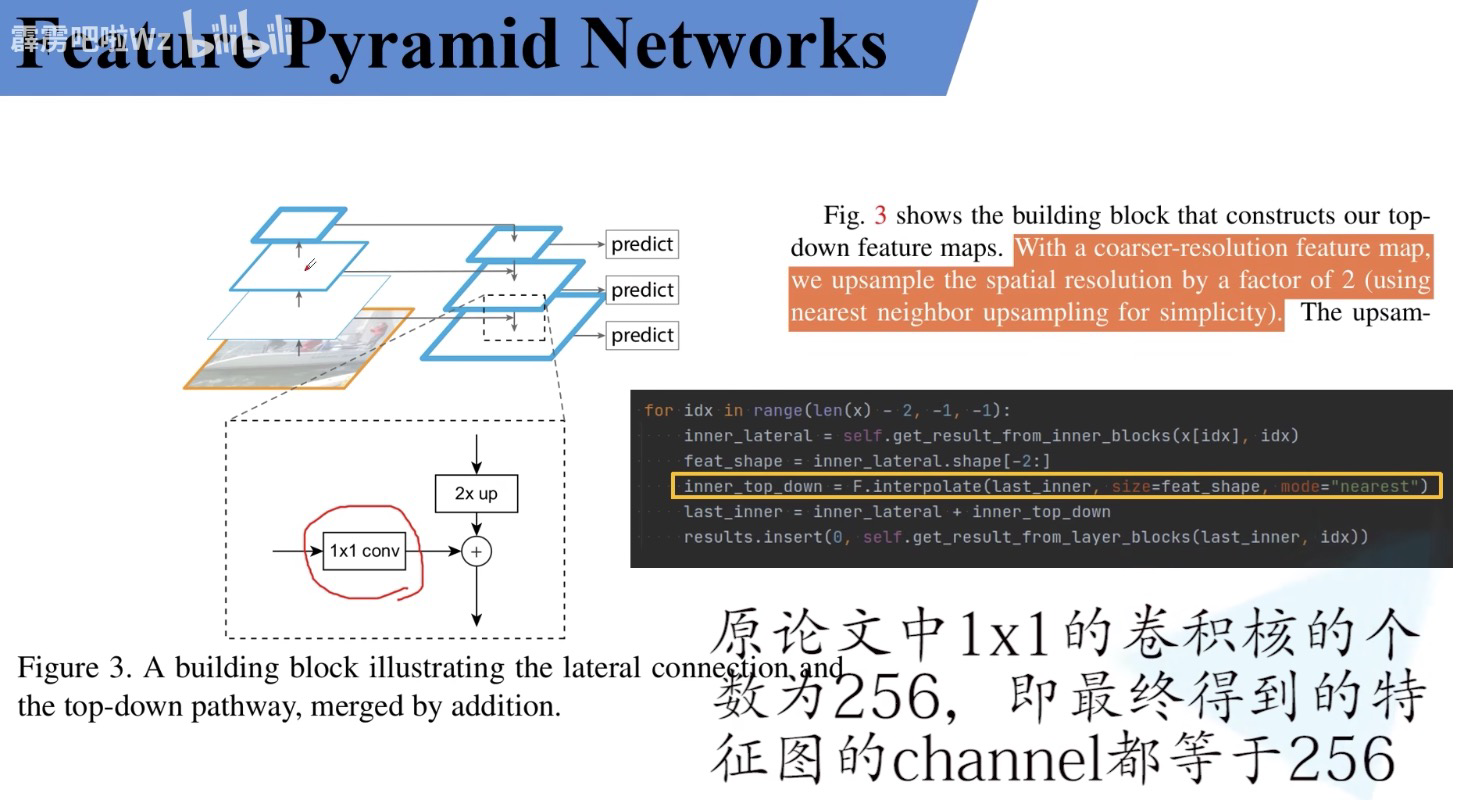 Feature Pyramid Networks
霹雳吧啦Wz bilibili
predict
predict
predict
2x up
1x1 conv
+
Figure 3. A building block illustrating the lateral connection and
the top-down pathway, merged by addition.
Fig. 3 shows the building block that constructs our top-
down feature maps. With a coarser-resolution feature map,
we upsample the spatial resolution by a factor of 2 (using
nearest neighbor upsampling for simplicity). The upsam-
for idx in range(len(x) - 2, -1, -1):
inner_lateral = self.get_result_from_inner_blocks(x[idx], idx)
feat_shape = inner_lateral.shape[-2:]
inner_top_down = F.interpolate(last_inner, size=feat_shape, mode="nearest")
last_inner = inner_lateral + inner_top_down
results.insert(0, self.get_result_from_layer_blocks(last_inner, idx))
原论文中1x1的卷积核的个
数为256，即最终得到的特
征图的channel都等于256